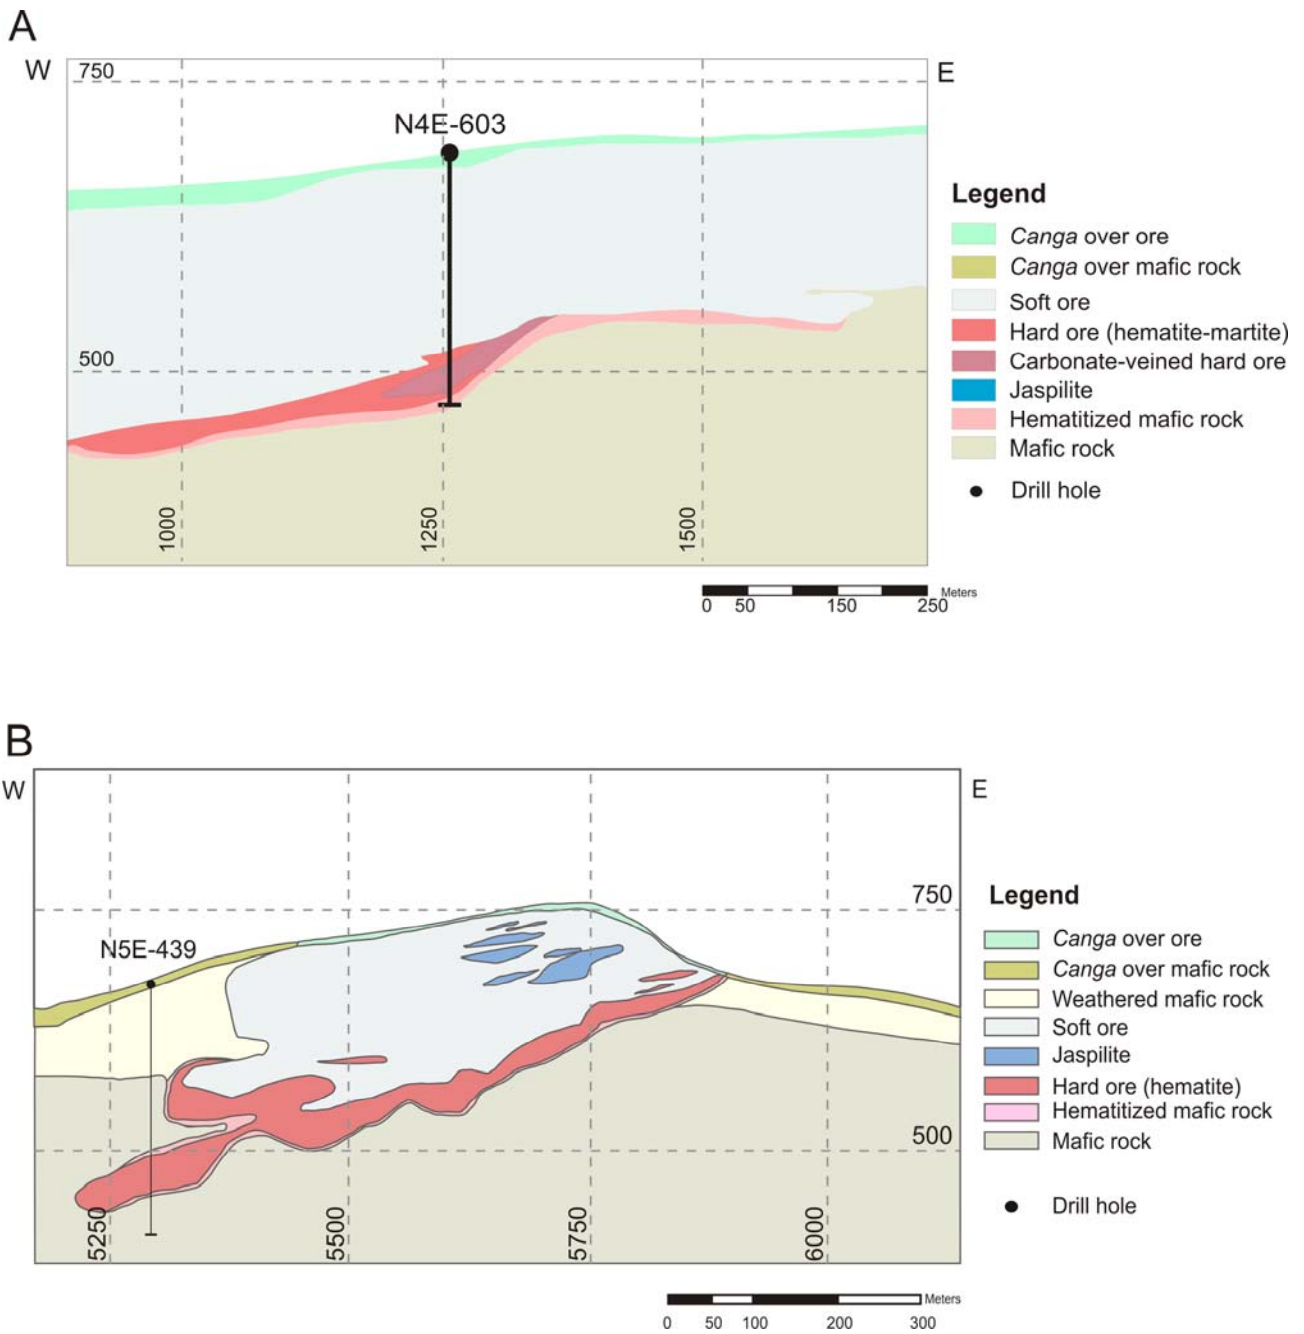 A
W
E
750
N4E-603
500
1000
1250
1500
Legend
Canga over ore
Canga over mafic rock
Soft ore
Hard ore (hematite-martite)
Carbonate-veined hard ore
Jaspilite
Hematitized mafic rock
Mafic rock
Drill hole
Meters
0 50 150 250
B
W
E
750
N5E-439
500
5250
5500
5750
6000
Legend
Canga over ore
Canga over mafic rock
Weathered mafic rock
Soft ore
Jaspilite
Hard ore (hematite)
Hematitized mafic rock
Mafic rock
Drill hole
Meters
0 50 100 200 300